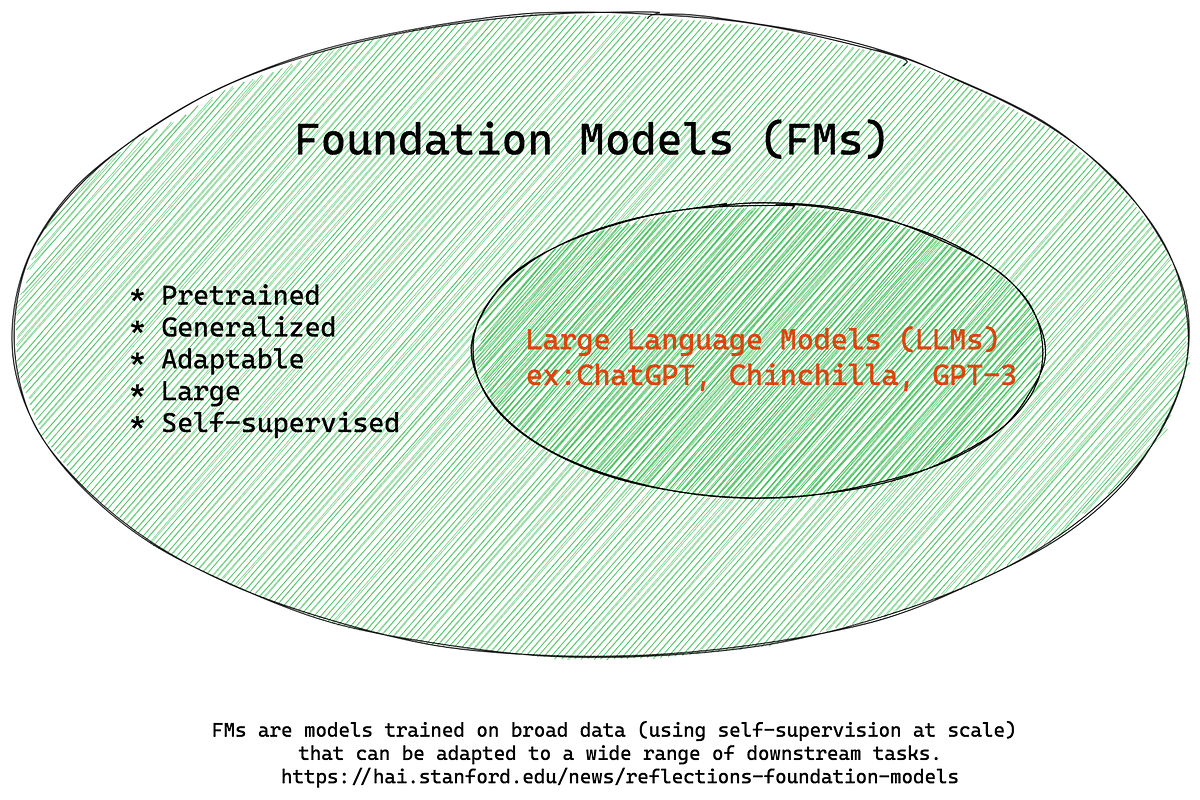 Foundation Models (FMs)
* Pretrained
* Generalized
* Adaptable
* Large
* Self-supervised
Large Language Models (LLMs)
ex:ChatGPT, Chinchilla, GPT-3
FMs are models trained on broad data (using self-supervision at scale)
that can be adapted to a wide range of downstream tasks.
https://hai.stanford.edu/news/reflections-foundation-models